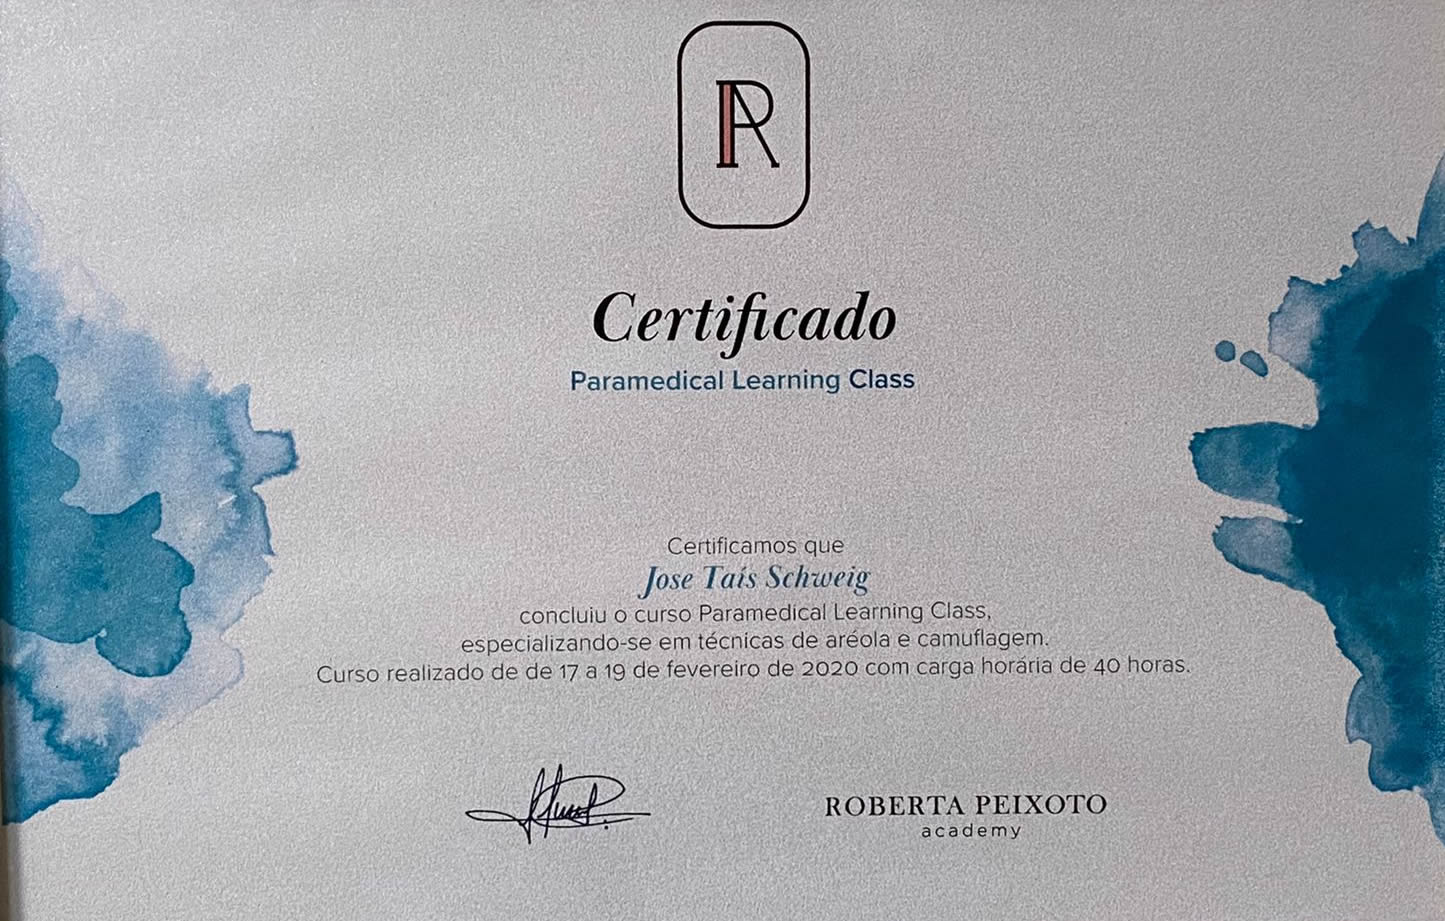 R
Certificado
Paramedical Learning Class
Certificamos que
Jose Taís Schweig
concluiu o curso Paramedical Learning Class,
especializando-se em técnicas de aréola e camuflagem.
Curso realizado de de 17 a 19 de fevereiro de 2020 com carga horária de 40 horas.
ROBERTA PEIXOTO
academy